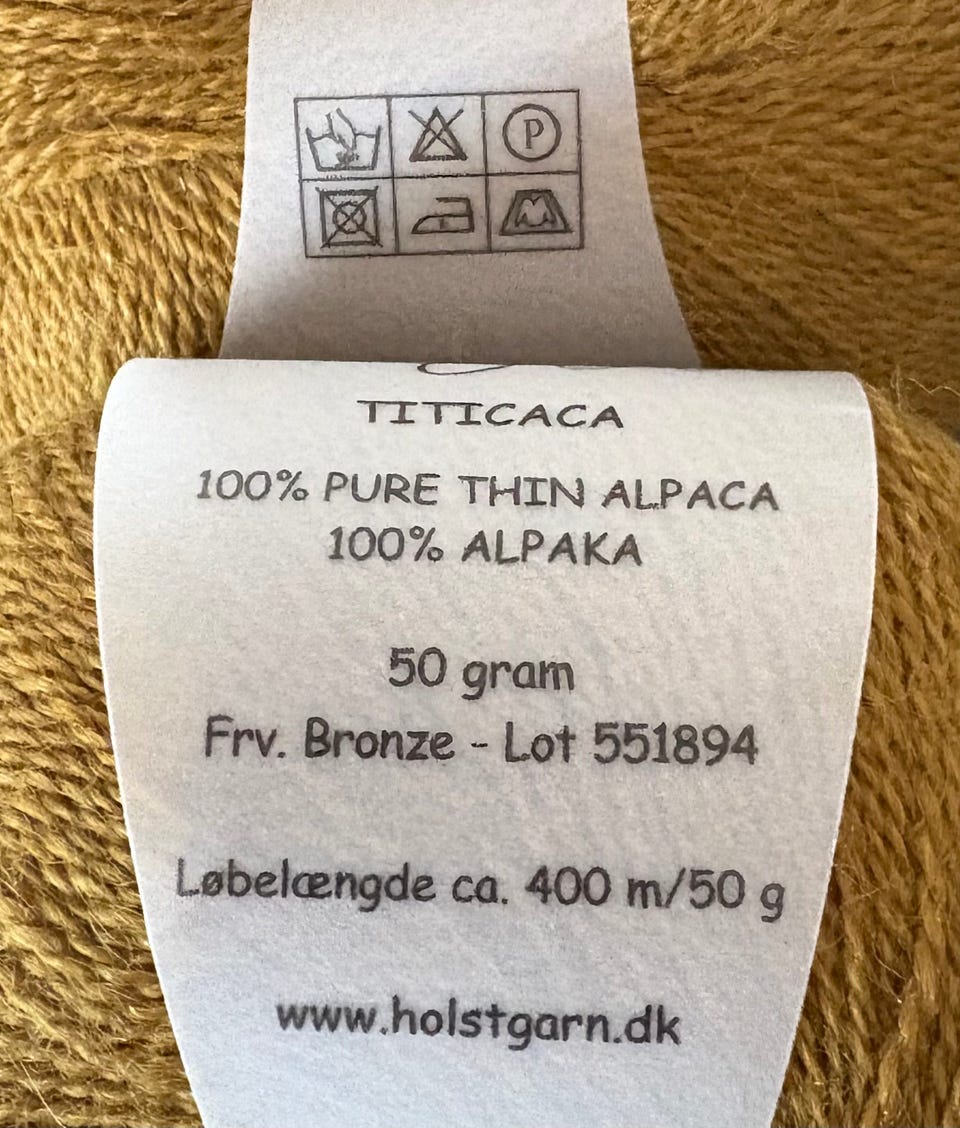 P
TITICACA
100% PURE THIN ALPACA
100% ALPAKA
50 gram
Frv. Bronze - Lot 551894
Løbelængde ca. 400 m/50 g
www.holstgarn.dk